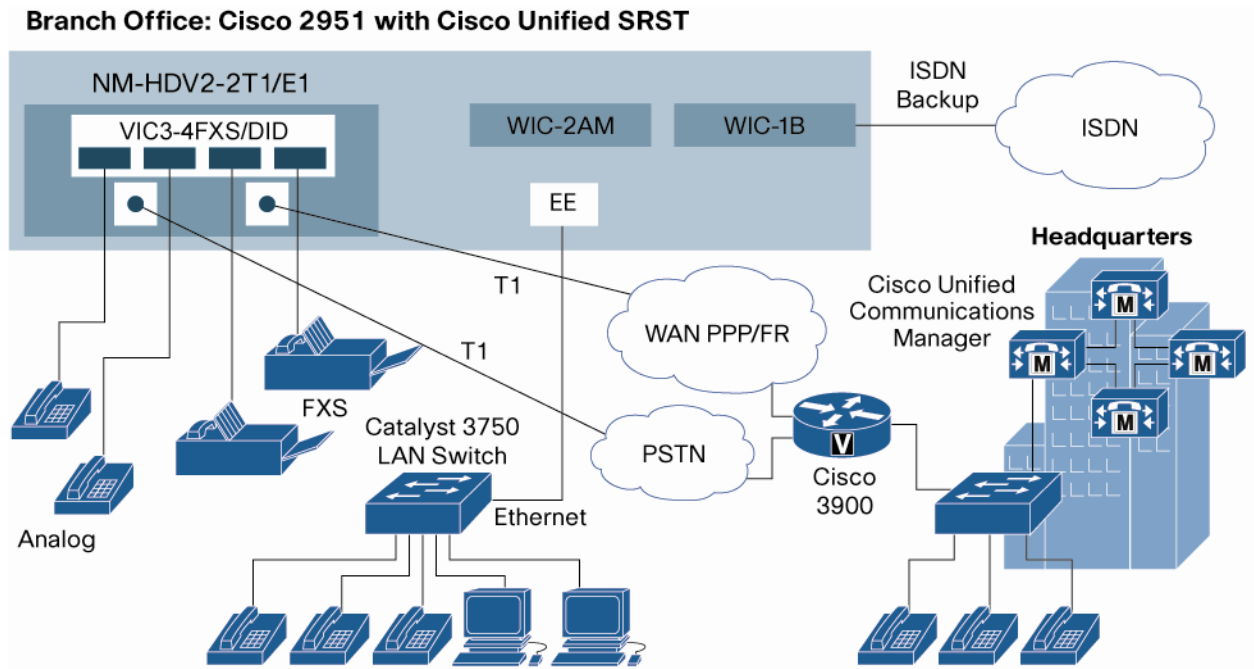 Branch Office: Cisco 2951 with Cisco Unified SRST
NM-HDV2-2T1/E1
VIC3-4FXS/DID
WIC-2AM
WIC-1B
ISDN
Backup
ISDN
EE
Headquarters
T1
WAN PPP/FR
Cisco Unified
Communications
Manager
M
M
M
M
T1
FXS
Catalyst 3750
LAN Switch
PSTN
V
Cisco
3900
Ethernet
Analog